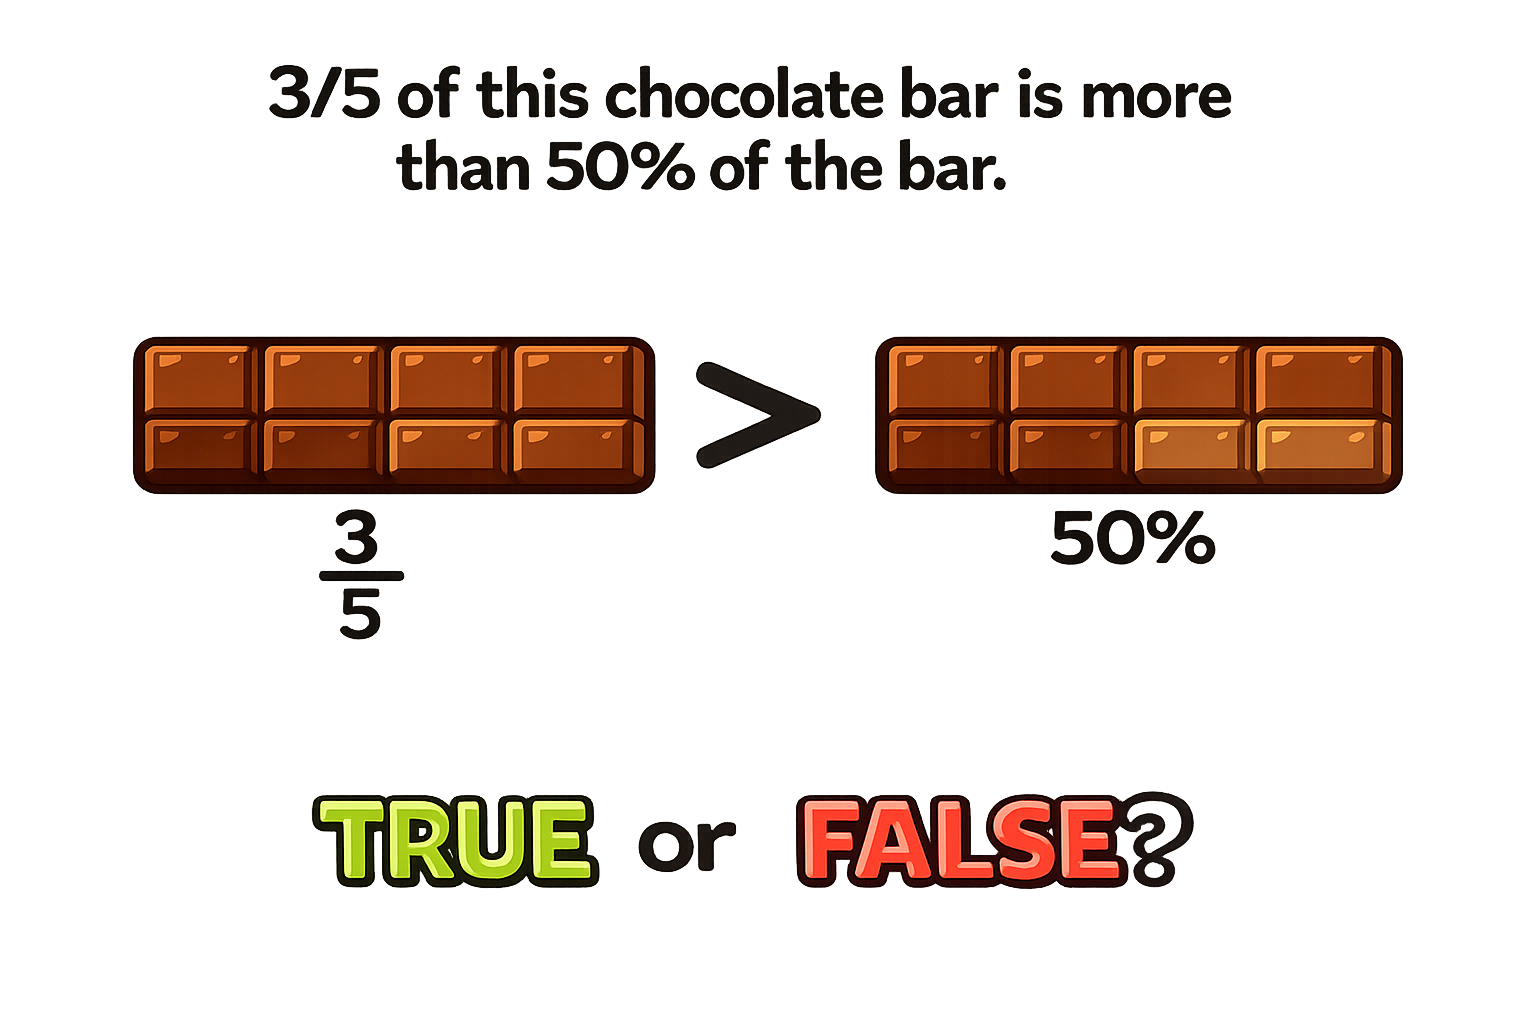 3/5 of this chocolate bar is more
than 50% of the bar.
>
3
5
50%
TRUE or FALSE?